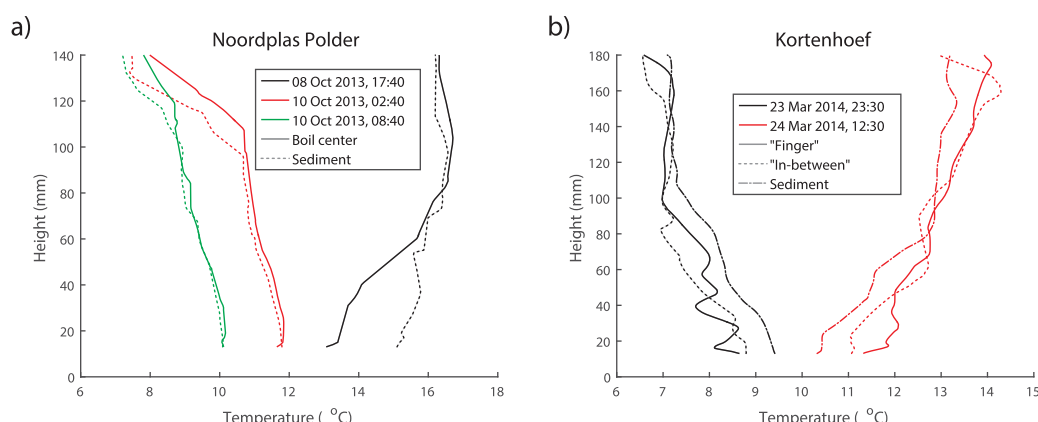 a)
Noordplas Polder
140
120
100
80
60
40
20
0
Height (mm)
08 Oct 2013, 17:40
10 Oct 2013, 02:40
10 Oct 2013, 08:40
Boil center
Sediment
6 8 10 12 14 16 18
Temperature ( °C)
b)
Kortenhoef
180
160
140
120
100
80
60
40
20
0
Height (mm)
23 Mar 2014, 23:30
24 Mar 2014, 12:30
"Finger"
"In-between"
Sediment
6 7 8 9 10 11 12 13 14 15
Temperature ( °C)